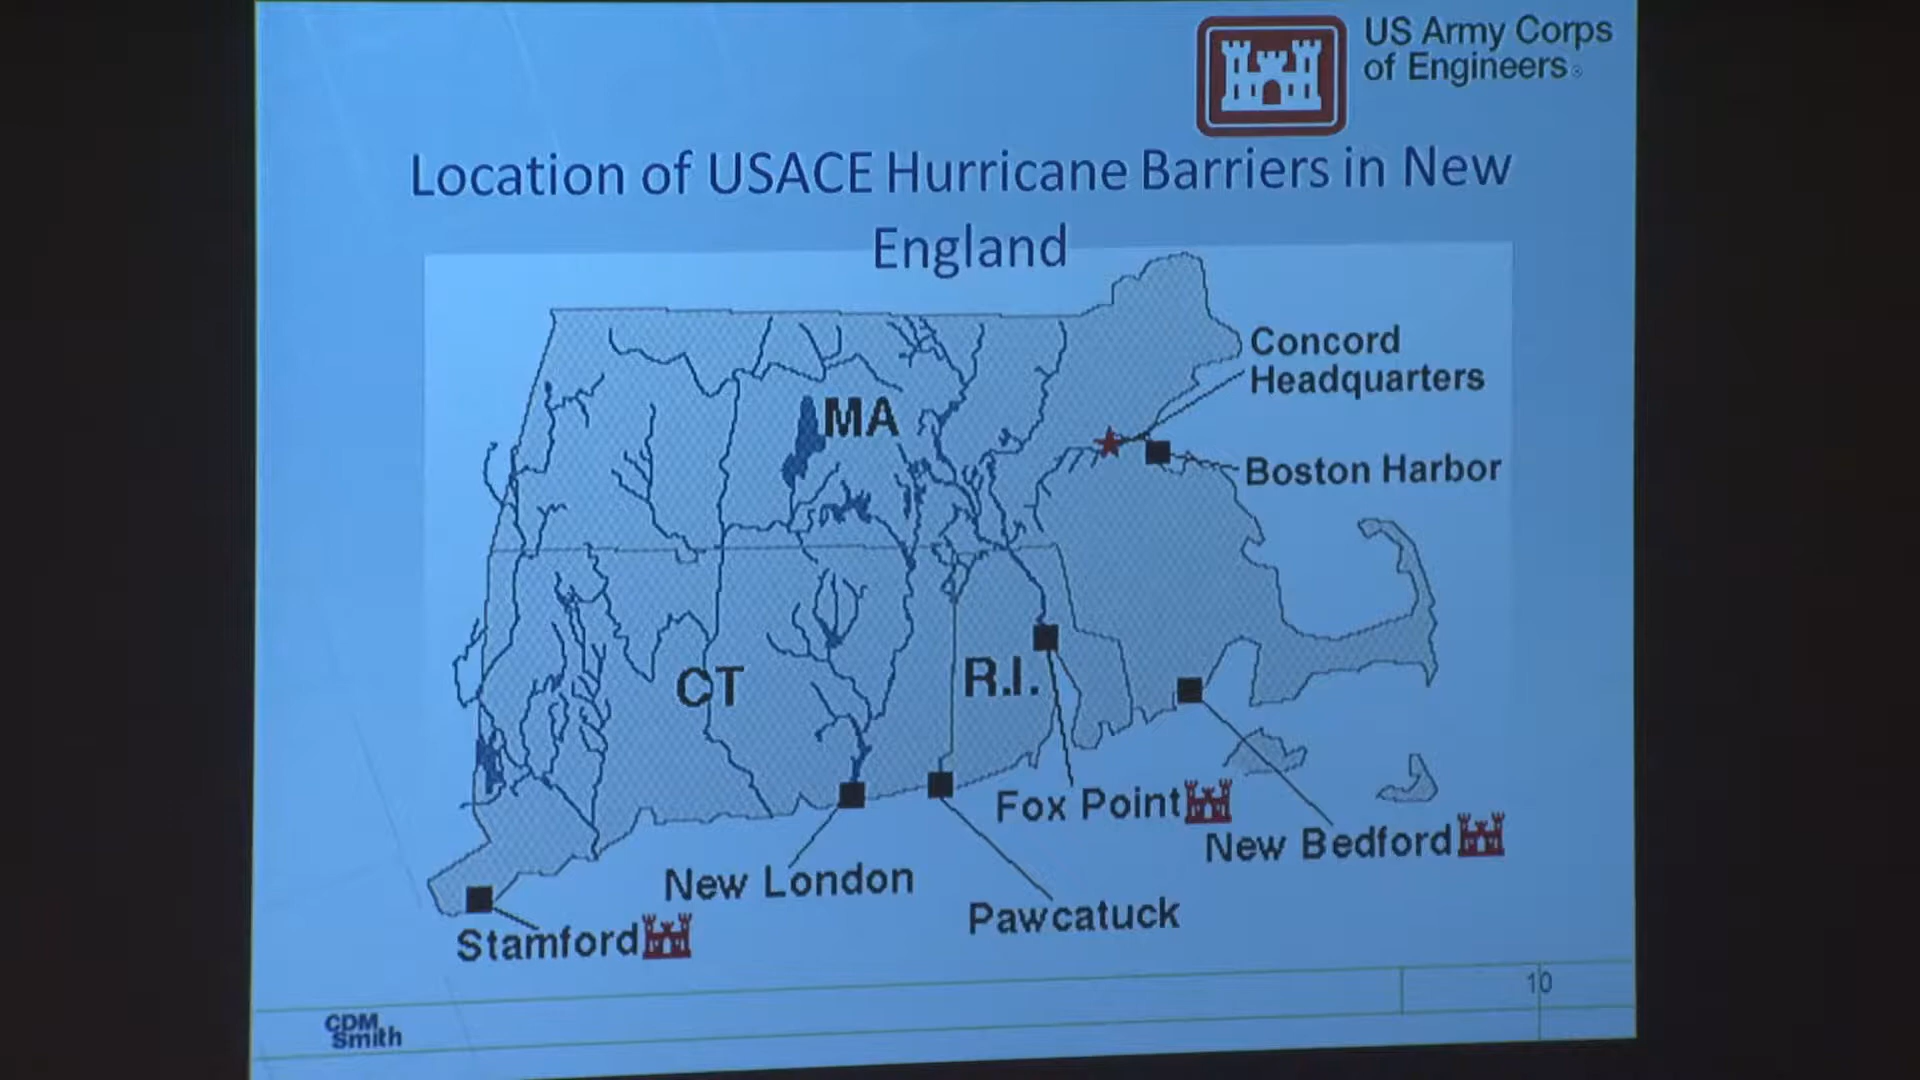 US Army Corps
of Engineers®
Location of USACE Hurricane Barriers in New
England
Concord
Headquarters
MA
Boston Harbor
CT
R.I.
Fox Point
New Bedford
New London
Pawcatuck
Stamford
10
CDM
Smith